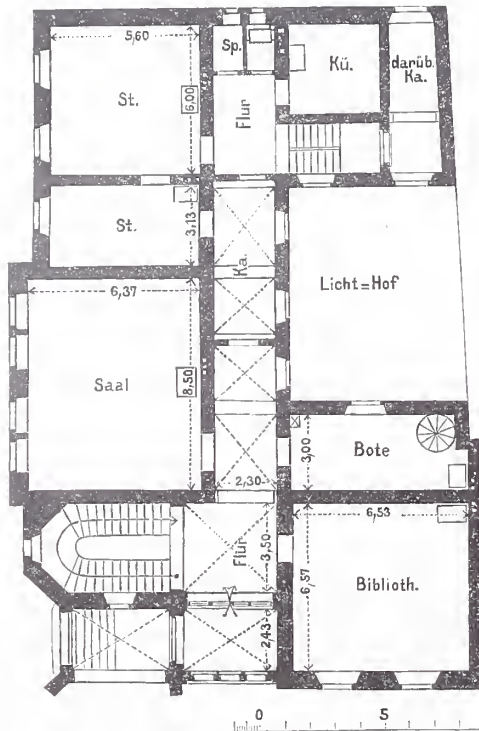 5,60
Sp.
Kü.
darüb.
Ka.
St.
6,00
Flur
St.
3,13
Ka.
Licht=Hof
6,37
Saal
8,50
3,00
Bote
2,30
6,53
Flur
3,50
6,57
Biblioth.
2,43
0 5